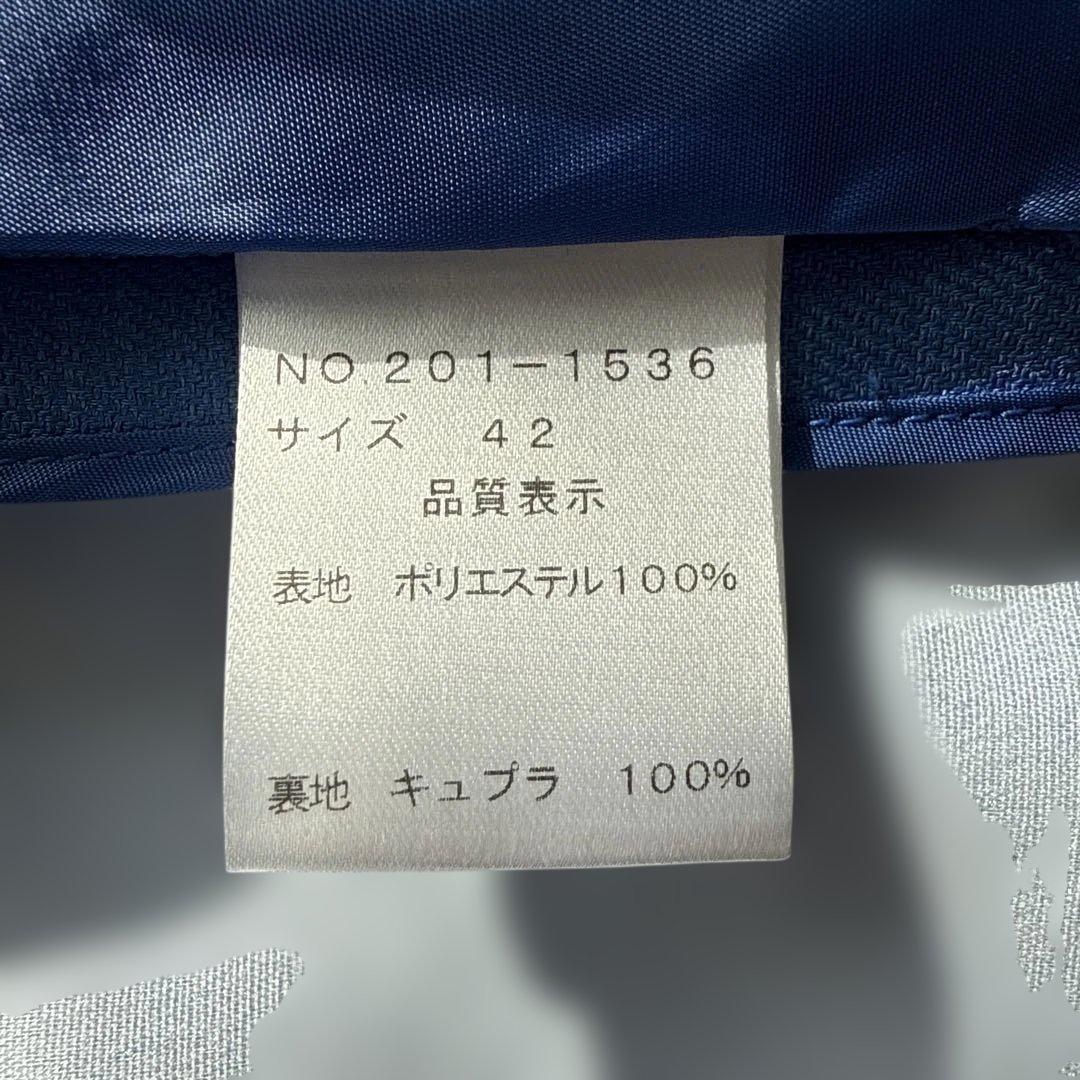 NO.201-1536
サイズ 42
品質表示
表地 ポリエステル100%
裏地 キュプラ 100%